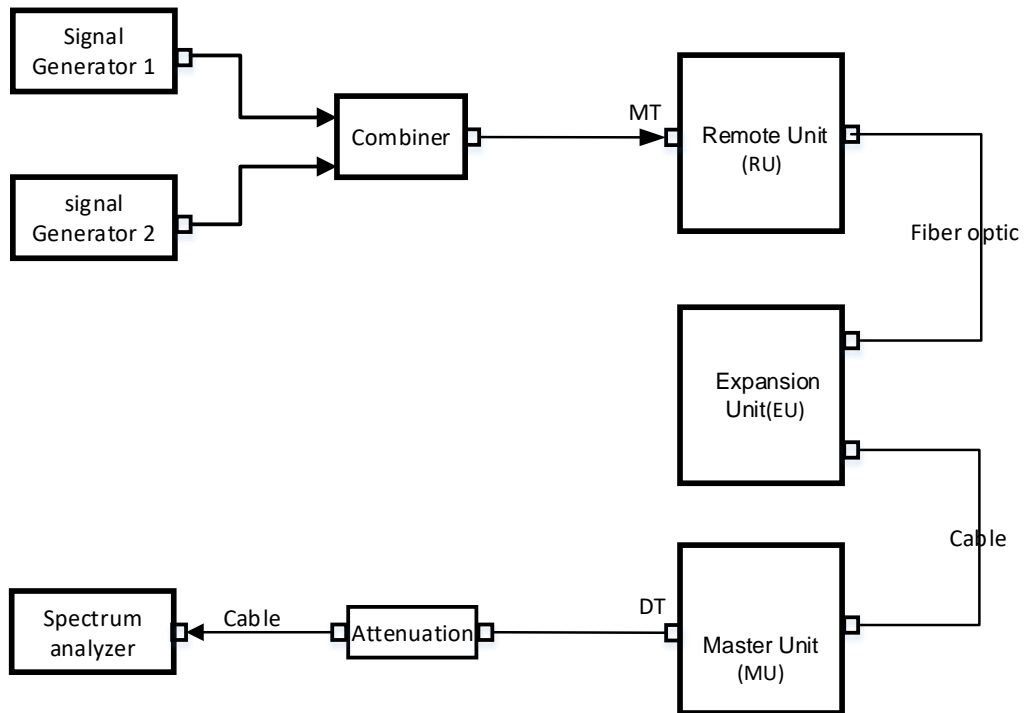 Signal
Generator 1
signal
Generator 2
Combiner
MT
Remote Unit
(RU)
Fiber optic
Expansion
Unit(EU)
Cable
DT
Master Unit
(MU)
Attenuation
Cable
Spectrum
analyzer